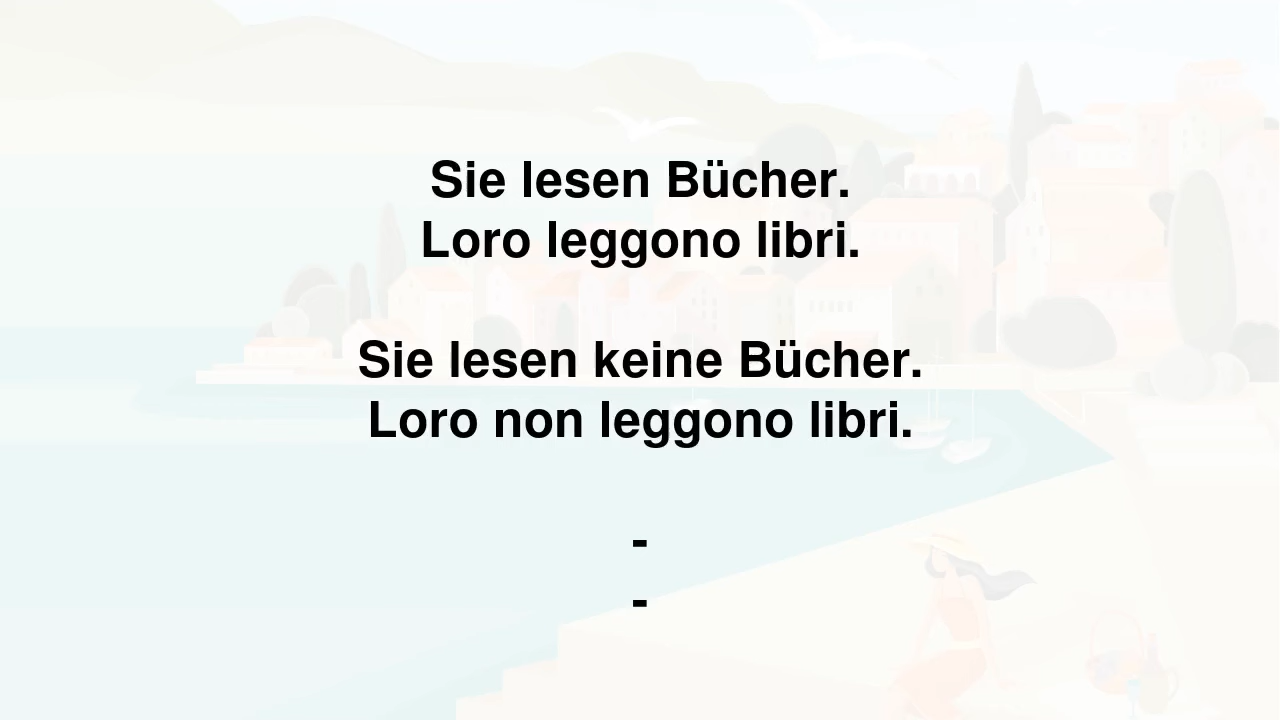 Sie lesen Bücher.
Loro leggono libri.
Sie lesen keine Bücher.
Loro non leggono libri.
-
-